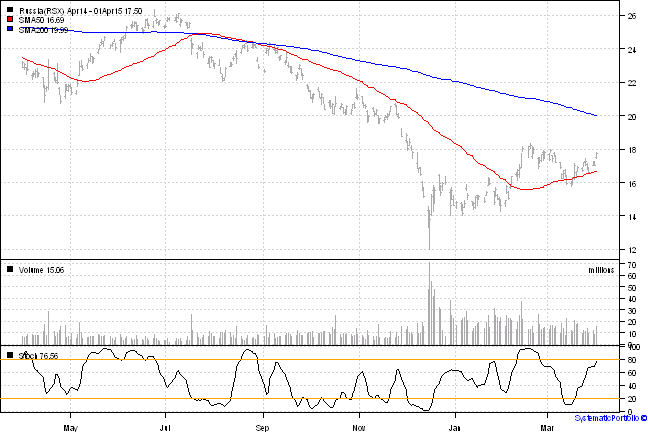 Russia(RSX) Apr14 - 01Apr15 17.50
SMA50 16.69
SMA200 19.99
26
24
22
20
18
16
14
12
Volume 15.06
millions
70
60
50
40
30
20
10
0
Stoch 76.56
100
80
60
40
20
0
May Jul Sep Nov Jan Mar
SystematicPortfolio ©